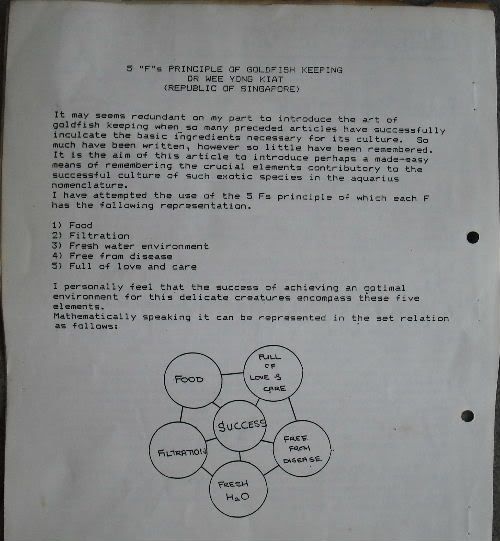 5 "F"s PRINCIPLE OF GOLDFISH KEEPING
DR WEE YONG KIAT
(REPUBLIC OF SINGAPORE)
It may seems redundant on my part to introduce the art of
goldfish keeping when so many preceded articles have successfully
inculcate the basic ingredients necessary for its culture. So
much have been written, however so little have been remembered.
It is the aim of this article to introduce perhaps a made-easy
means of remembering the crucial elements contributory to the
successful culture of such exotic species in the aquarius
nomenclature.
I have attempted the use of the 5 Fs principle of which each F
has the following representation.
1) Food
2) Filtration
3) Fresh water environment
4) Free from disease
5) Full of love and care
I personally feel that the success of achieving an optimal
environment for this delicate creatures encompass these five
elements.
Mathematically speaking it can be represented in the set relation
as follows:
FULL
OF
LOVE &
CARE
FOOD
SUCCESS
FILTRATION
FREE
FROM
DISEASE
FRESH
H2O